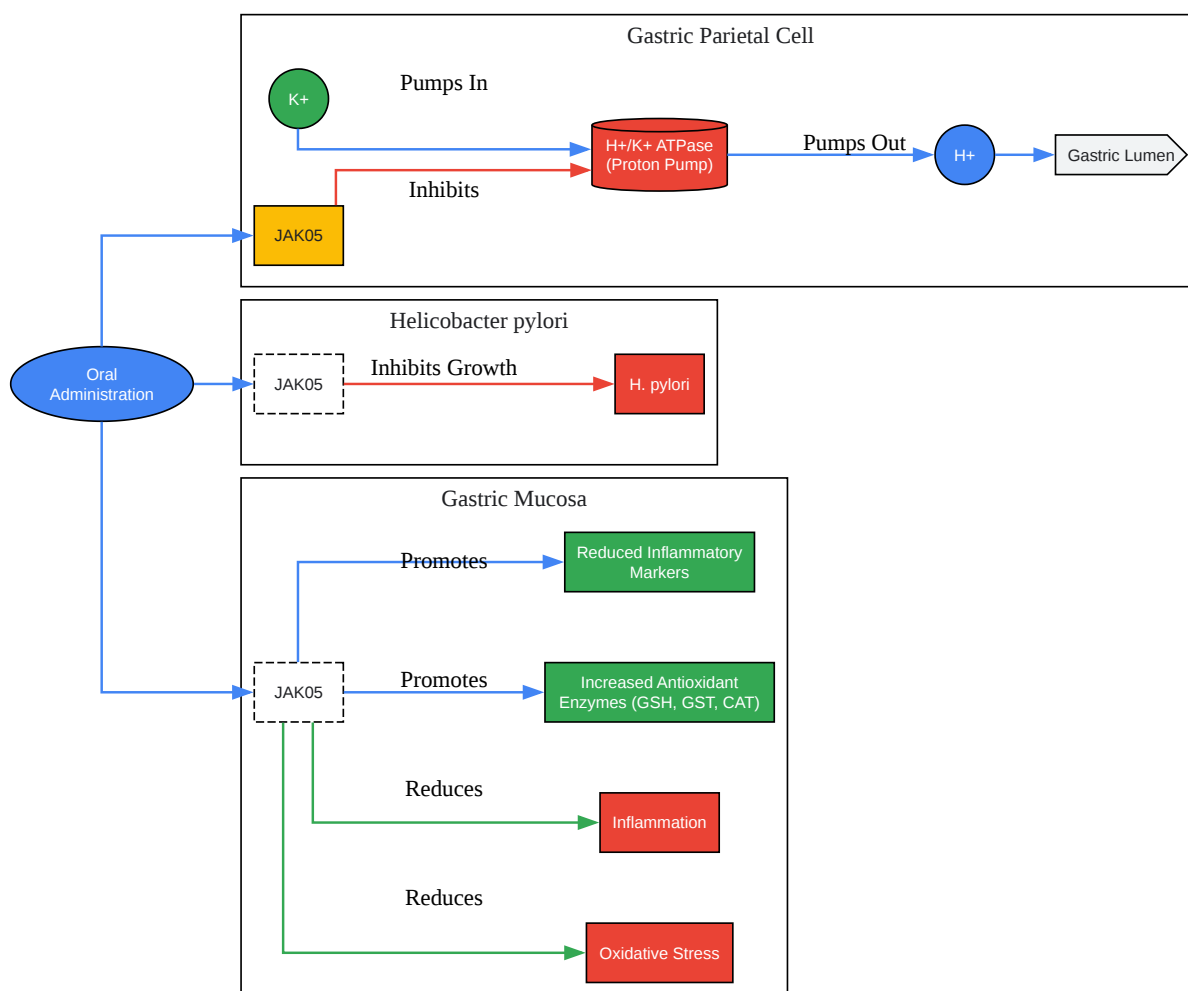 Gastric Parietal Cell
K+
Pumps In
H+/K+ ATPase
(Proton Pump)
Pumps Out
H+
Gastric Lumen
Inhibits
JAK05
Oral
Administration
Helicobacter pylori
JAK05
Inhibits Growth
H. pylori
Gastric Mucosa
Promotes
Reduced Inflammatory
Markers
JAK05
Promotes
Increased Antioxidant
Enzymes (GSH, GST, CAT)
Reduces
Inflammation
Reduces
Oxidative Stress